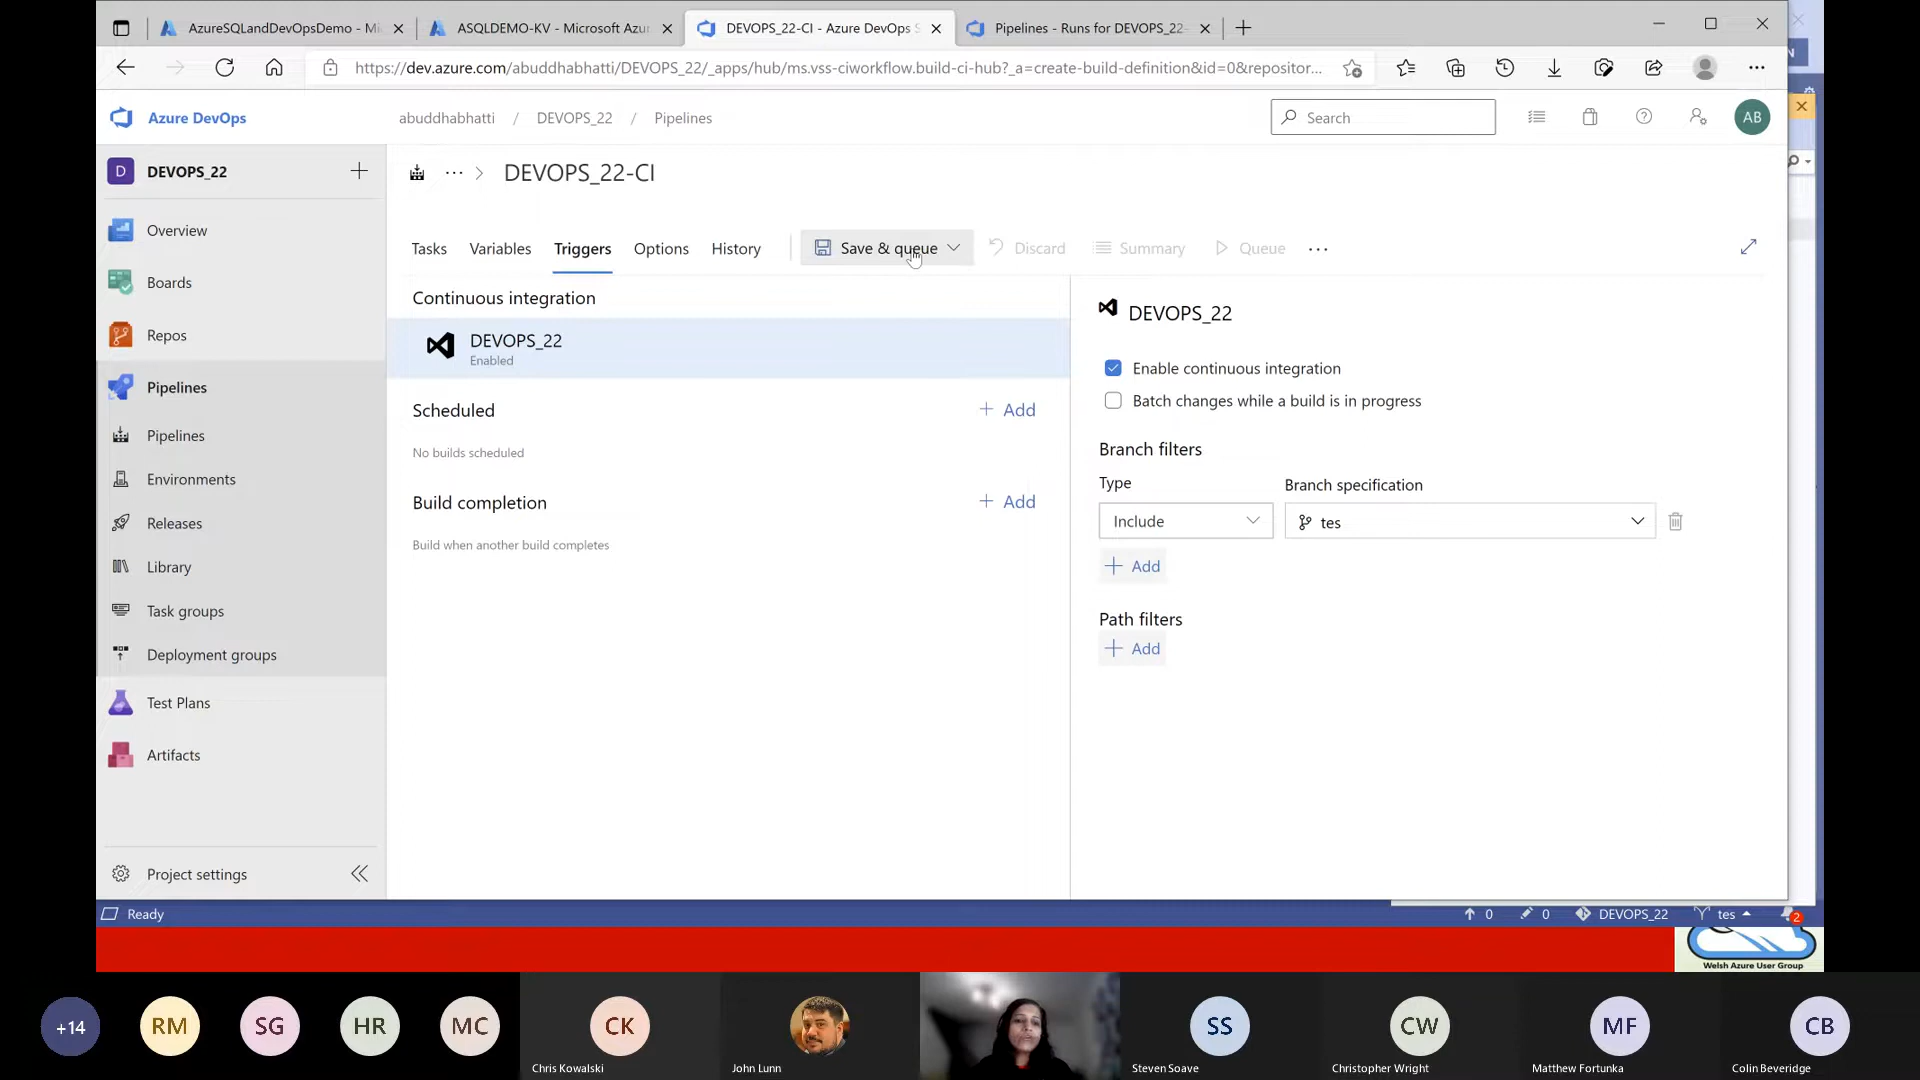 AzureSQLandDevOpsDemo - Mi
ASQLDEMO-KV - Microsoft Azur
DEVOPS_22-CI - Azure DevOps S
Pipelines - Runs for DEVOPS_22-
https://dev.azure.com/abuddhabhatti/DEVOPS_22/_apps/hub/ms.vss-ciworkflow.build-ci-hub?_a=create-build-definition&id=0&repositor...
Azure DevOps
abuddhabhatti / DEVOPS_22 / Pipelines
Search
AB
D DEVOPS_22
Overview
Boards
Repos
Pipelines
Pipelines
Environments
Releases
Library
Task groups
Deployment groups
Test Plans
Artifacts
Project settings
... > DEVOPS_22-CI
Tasks
Variables
Triggers
Options
History
Save & queue
Discard
Summary
Queue
...
Continuous integration
DEVOPS_22
Enabled
Scheduled
+ Add
No builds scheduled
Build completion
+ Add
Build when another build completes
DEVOPS_22
Enable continuous integration
Batch changes while a build is in progress
Branch filters
Type
Branch specification
Include
tes
+ Add
Path filters
+ Add
Ready
0
0
DEVOPS_22
tes
2
Welsh Azure User Group
+14
RM
SG
HR
MC
CK
Chris Kowalski
John Lunn
SS
Steven Soave
CW
Christopher Wright
MF
Matthew Fortunka
CB
Colin Beveridge